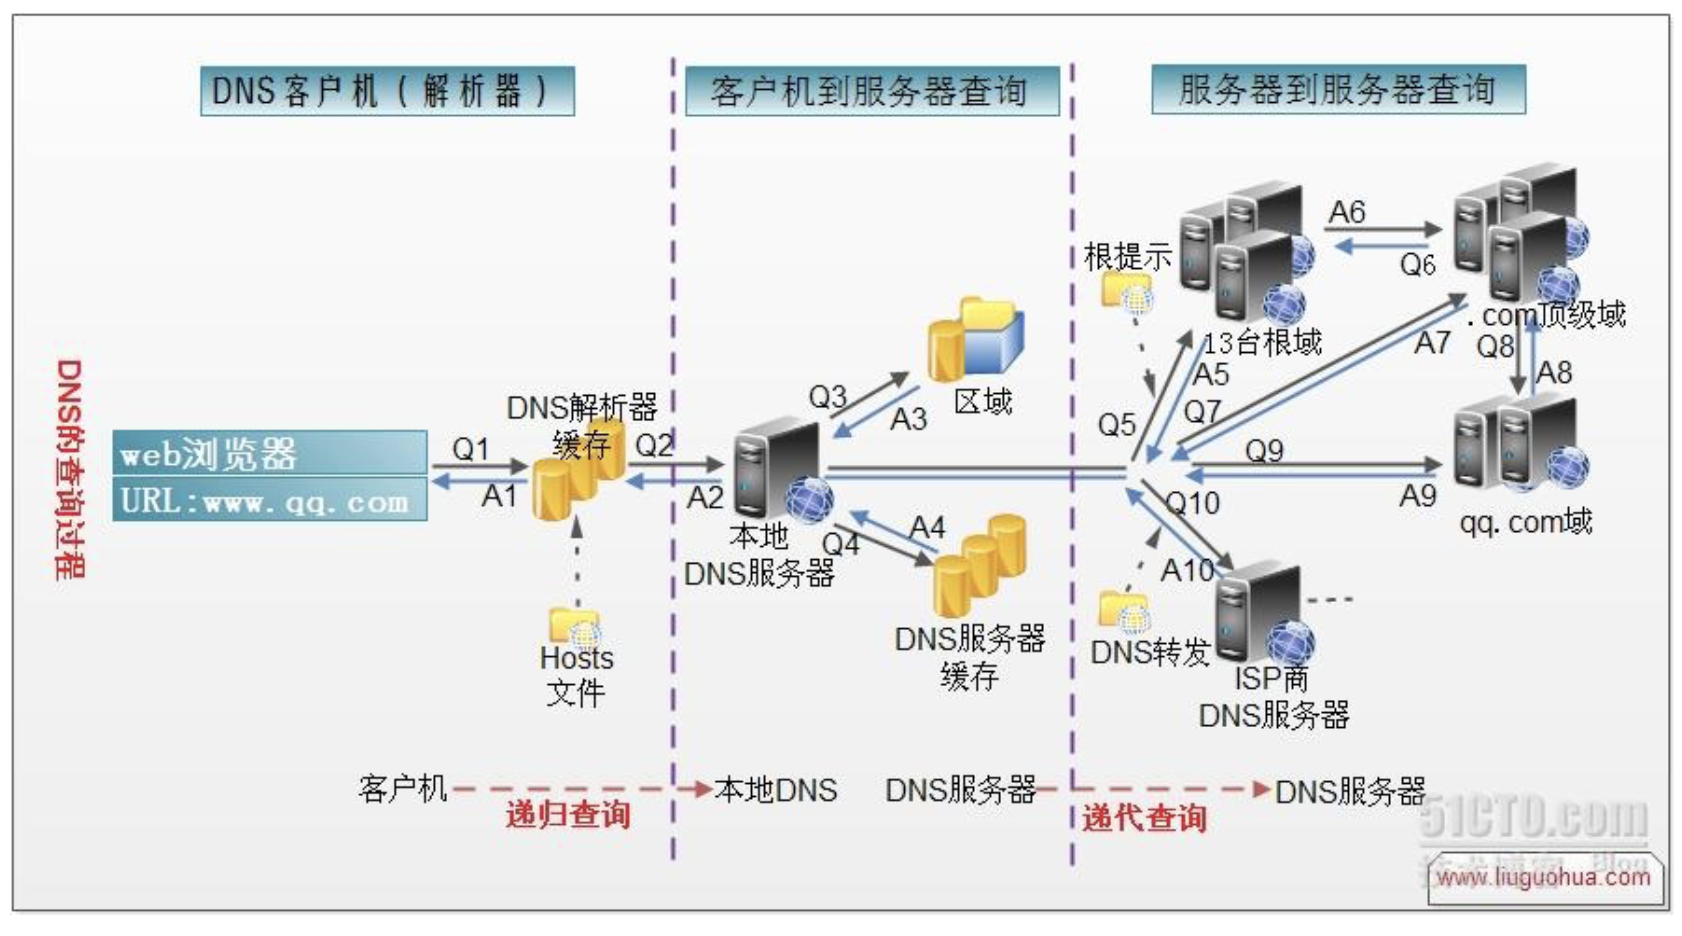 DNS客户机（解析器）
客户机到服务器查询
服务器到服务器查询
DNS的查询过程
web浏览器
URL:www.qq.com
Q1
A1
DNS解析器
缓存
Hosts
文件
Q2
A2
本地
DNS服务器
Q3
A3
区域
Q4
A4
DNS服务器
缓存
根提示
13台根域
A6
Q6
.com顶级域
Q5
A5
Q7
A7
Q8
A8
Q9
A9
qq.com域
Q10
A10
DNS转发
ISP商
DNS服务器
客户机
递归查询
本地DNS
DNS服务器
递代查询
DNS服务器
51CTO.com
技术博客 Blog
www.liuguohua.com